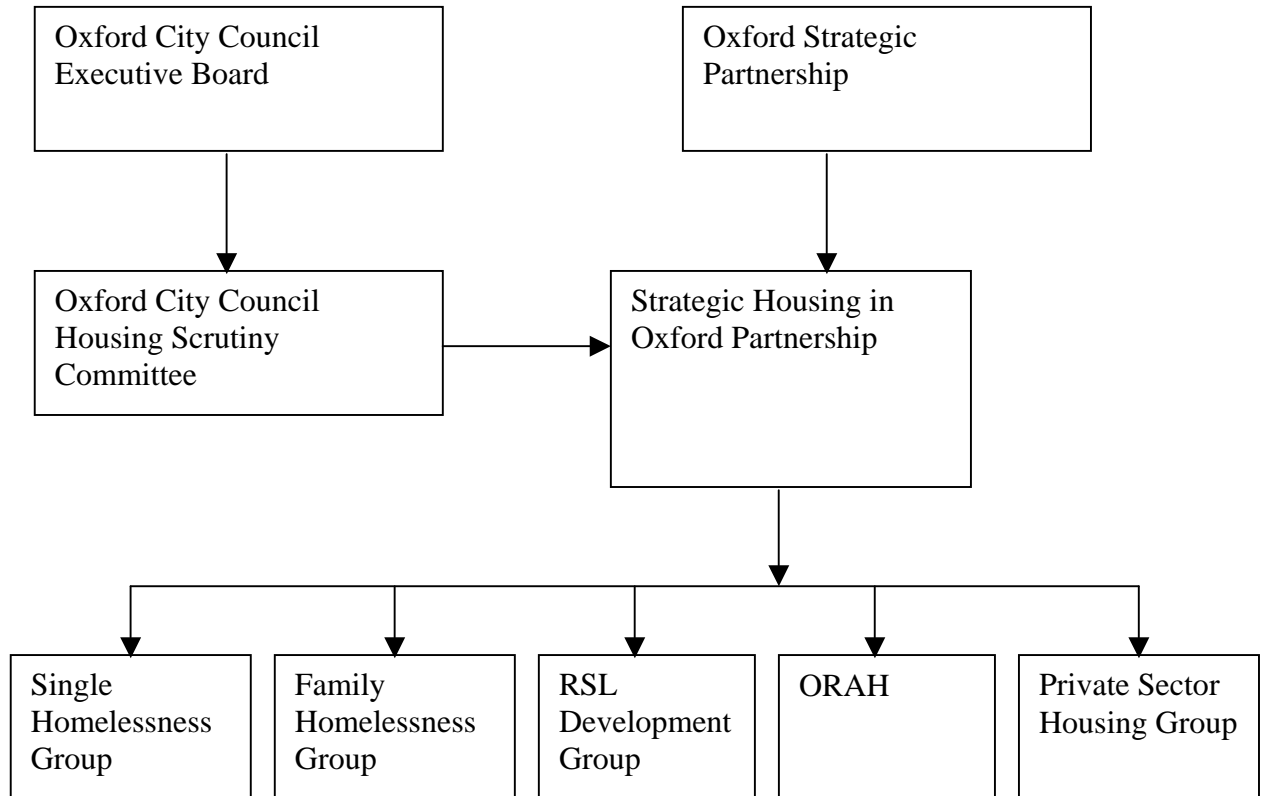 Oxford City Council
Executive Board
Oxford Strategic
Partnership
Oxford City Council
Housing Scrutiny
Committee
Strategic Housing in
Oxford Partnership
Single
Homelessness
Group
Family
Homelessness
Group
RSL
Development
Group
ORAH
Private Sector
Housing Group